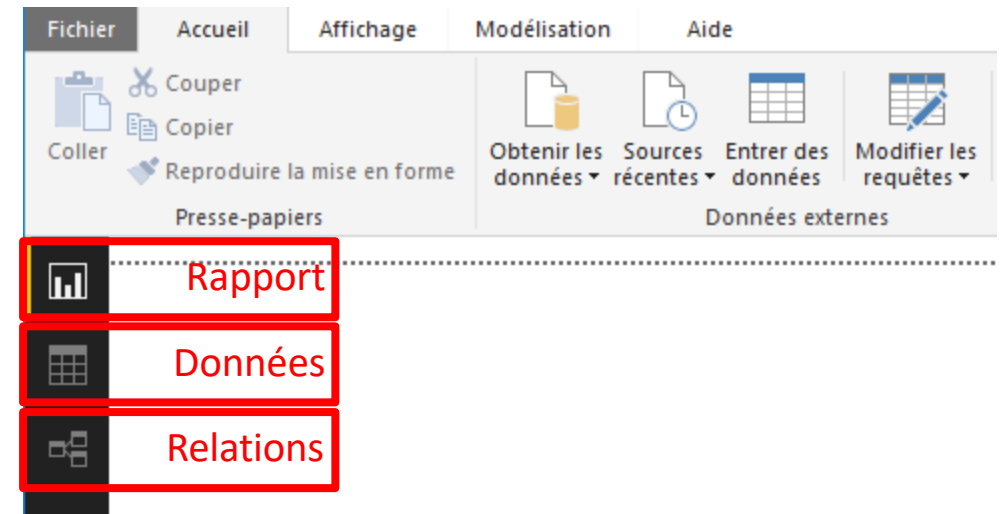 Fichier Accueil Affichage Modélisation Aide
Couper
Copier
Coller
Reproduire la mise en forme
Obtenir les données
Sources récentes
Entrer des données
Modifier les requêtes
Presse-papiers
Données externes
Rapport
Données
Relations